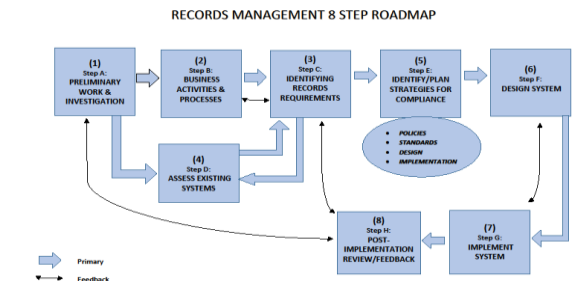 RECORDS MANAGEMENT 8 STEP ROADMAP
(1)
Step A:
PRELIMINARY
WORK &
INVESTIGATION
(2)
Step B:
BUSINESS
ACTIVITIES &
PROCESSES
(3)
Step C:
IDENTIFYING
RECORDS
REQUIREMENTS
(5)
Step E:
IDENTIFY/PLAN
STRATEGIES FOR
COMPLIANCE
(6)
Step F:
DESIGN SYSTEM
• POLICIES
• STANDARDS
• DESIGN
• IMPLEMENTATION
(4)
Step D:
ASSESS EXISTING
SYSTEMS
(8)
Step H:
POST-
IMPLEMENTATION
REVIEW/FEEDBACK
(7)
Step G:
IMPLEMENT
SYSTEM
Primary
Feedback